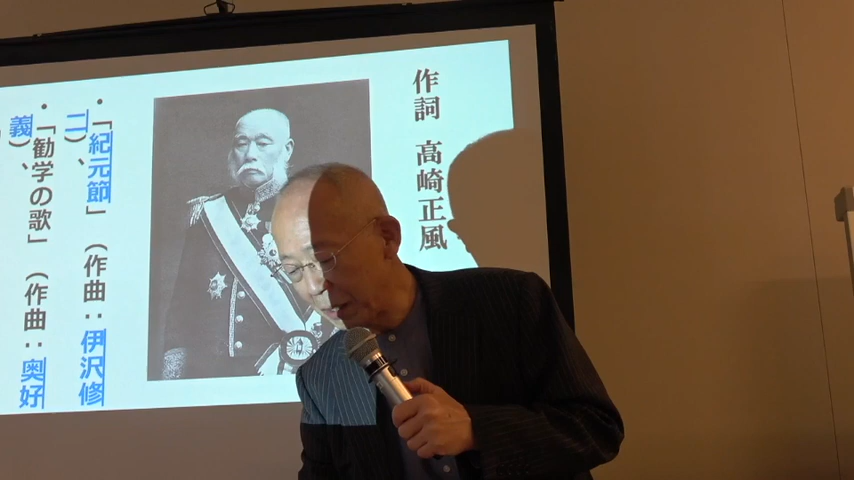 作詞 高崎正風
・「紀元節」（作曲：伊沢修
二）、
・「勧学の歌」（作曲：奥好
義）、